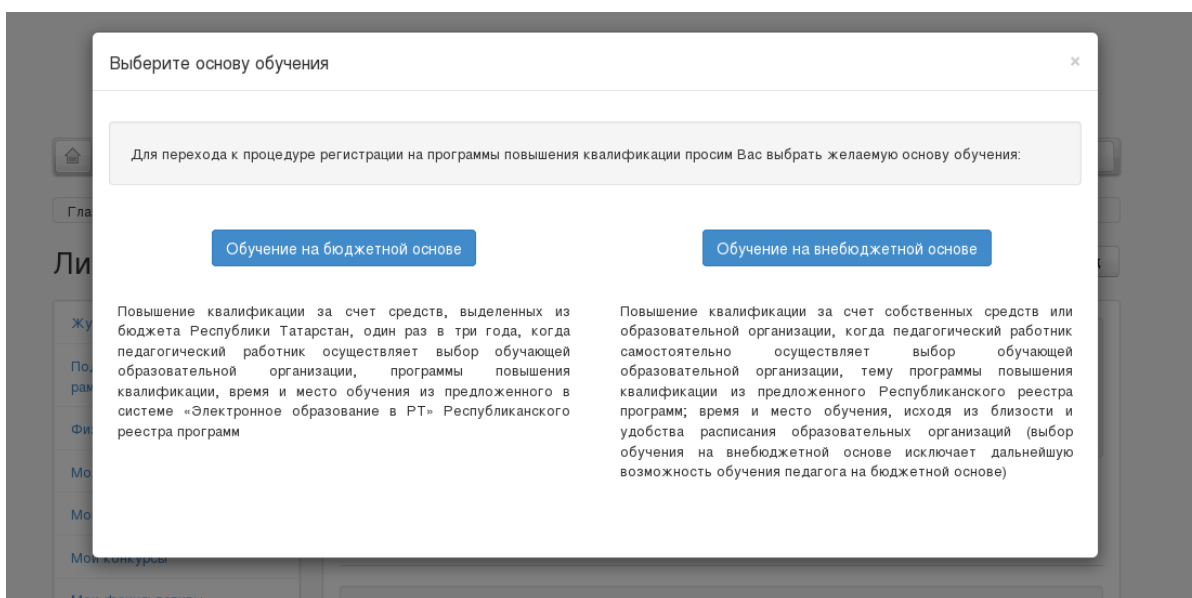 Выберите основу обучения
×
Для перехода к процедуре регистрации на программы повышения квалификации просим Вас выбрать желаемую основу обучения:
Обучение на бюджетной основе
Повышение квалификации за счет средств, выделенных из
бюджета Республики Татарстан, один раз в три года, когда
педагогический работник осуществляет выбор обучающей
образовательной организации, программы повышения
квалификации, время и место обучения из предложенного в
системе «Электронное образование в РТ» Республиканского
реестра программ
Обучение на внебюджетной основе
Повышение квалификации за счет собственных средств или
образовательной организации, когда педагогический работник
самостоятельно осуществляет выбор обучающей
образовательной организации, тему программы повышения
квалификации из предложенного Республиканского реестра
программ; время и место обучения, исходя из близости и
удобства расписания образовательных организаций (выбор
обучения на внебюджетной основе исключает дальнейшую
возможность обучения педагога на бюджетной основе)
Мои конкурсы